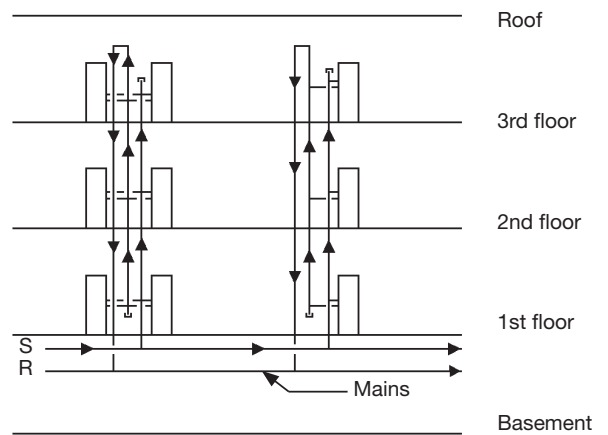 Roof
3rd floor
2nd floor
1st floor
S
R
Mains
Basement